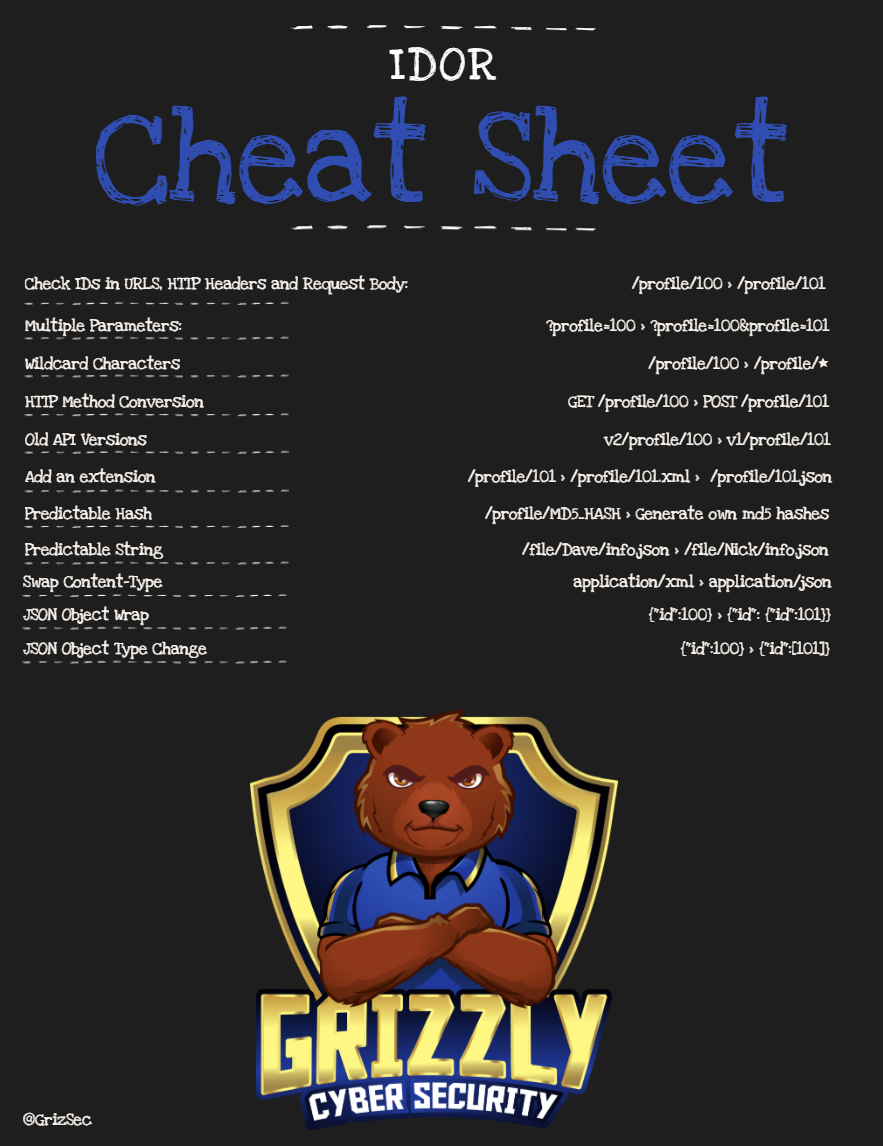 IDOR
Cheat Sheet
Check IDs in URLS, HTTP Headers and Request Body: /profile/100 › /profile/101
Multiple Parameters: ?profile=100 › ?profile=100&profile=101
Wildcard Characters /profile/100 › /profile/*
HTTP Method Conversion GET /profile/100 › POST /profile/101
Old API Versions v2/profile/100 › v1/profile/101
Add an extension /profile/101 › /profile/101.xml › /profile/101.json
Predictable Hash /profile/MD5_HASH › Generate own md5 hashes
Predictable String /file/Dave/info.json › /file/Nick/info.json
Swap Content-Type application/xml › application/json
JSON Object Wrap {"id":100} › {"id": {"id":101}}
JSON Object Type Change {"id":100} › {"id":[101]}
GRIZZLY
CYBER SECURITY
@GrizSec